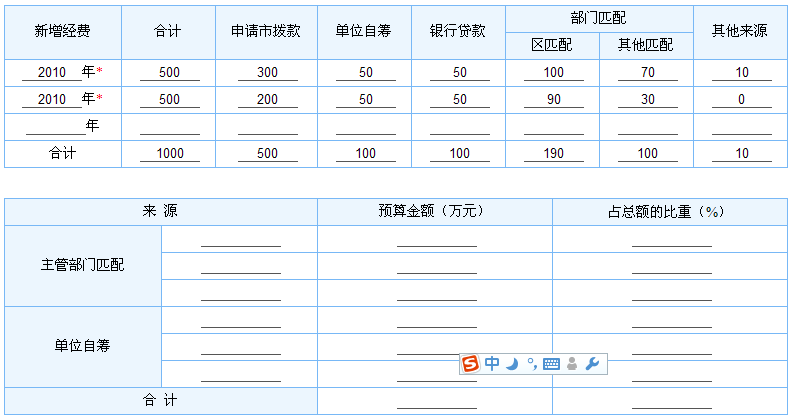 新增经费 合计 申请市拨款 单位自筹 银行贷款 部门匹配 其他来源
区匹配 其他匹配
2010 年* 500 300 50 50 100 70 10
2010 年* 500 200 50 50 90 30 0
年
合计 1000 500 100 100 190 100 10
来 源 预算金额（万元） 占总额的比重（%）
主管部门匹配
单位自筹
S 中 °,
合 计